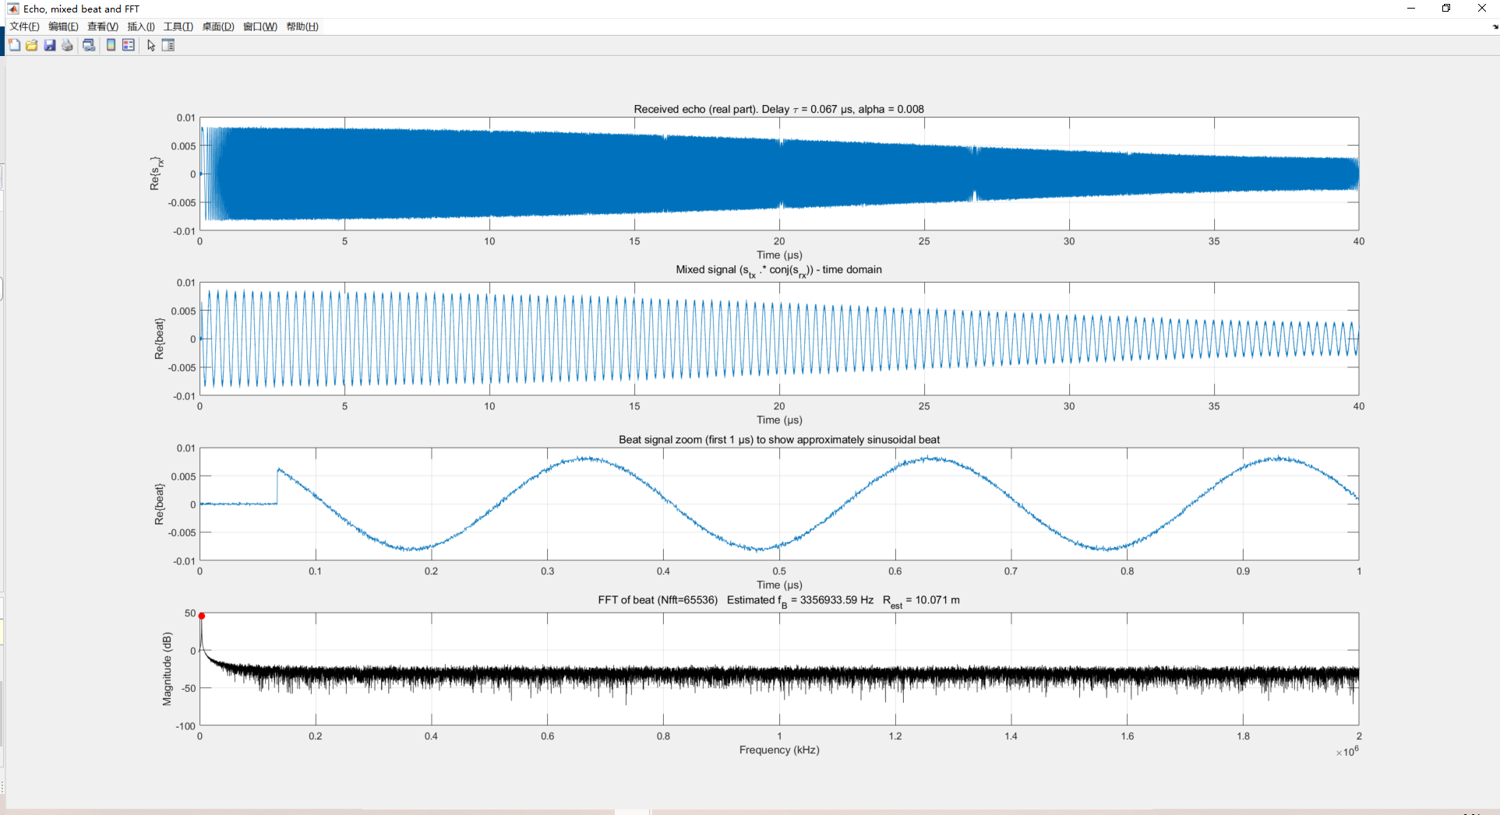 Echo, mixed beat and FFT
文件(F) 编辑(E) 查看(V) 插入(I) 工具(T) 桌面(D) 窗口(W) 帮助(H)
Received echo (real part). Delay τ = 0.067 µs, alpha = 0.008
0.01
0.005
0
-0.005
-0.01
Re{s_rx}
0 5 10 15 20 25 30 35 40
Time (µs)
Mixed signal (s_tx .* conj(s_rx)) - time domain
0.01
0.005
0
-0.005
-0.01
Re{beat}
0 5 10 15 20 25 30 35 40
Time (µs)
Beat signal zoom (first 1 µs) to show approximately sinusoidal beat
0.01
0.005
0
-0.005
-0.01
Re{beat}
0 0.1 0.2 0.3 0.4 0.5 0.6 0.7 0.8 0.9 1
Time (µs)
FFT of beat (Nfft=65536) Estimated f_B = 3356933.59 Hz R_est = 10.071 m
50
0
-50
-100
Magnitude (dB)
0 0.2 0.4 0.6 0.8 1 1.2 1.4 1.6 1.8 2
Frequency (kHz)
×10^6